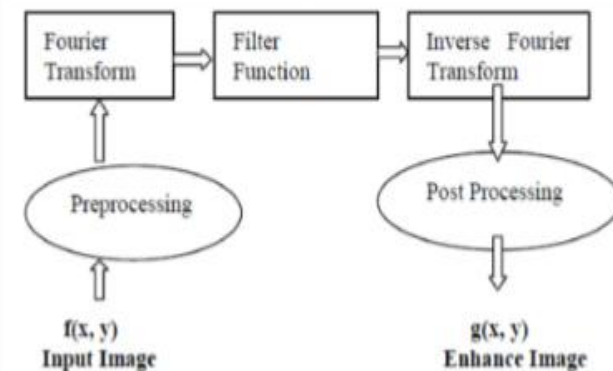 Fourier
Transform
Filter
Function
Inverse Fourier
Transform
Preprocessing
Post Processing
f(x, y)
Input Image
g(x, y)
Enhance Image